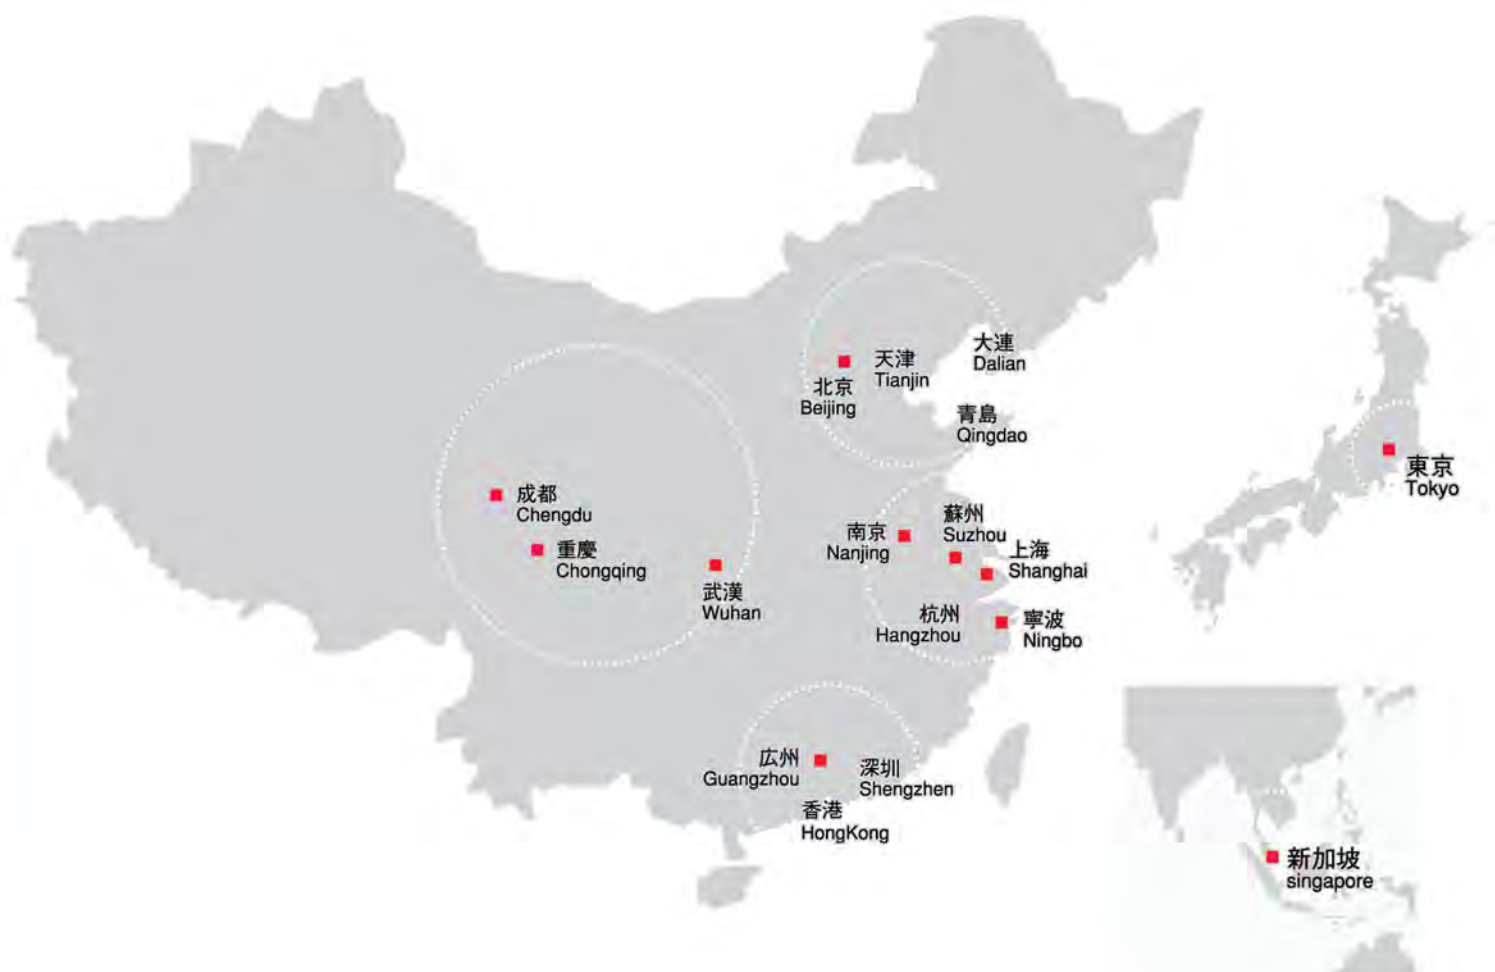 大連
Dalian
天津
Tianjin
北京
Beijing
青島
Qingdao
東京
Tokyo
成都
Chengdu
重慶
Chongqing
武漢
Wuhan
南京
Nanjing
蘇州
Suzhou
上海
Shanghai
杭州
Hangzhou
寧波
Ningbo
広州
Guangzhou
深圳
Shengzhen
香港
HongKong
新加坡
singapore